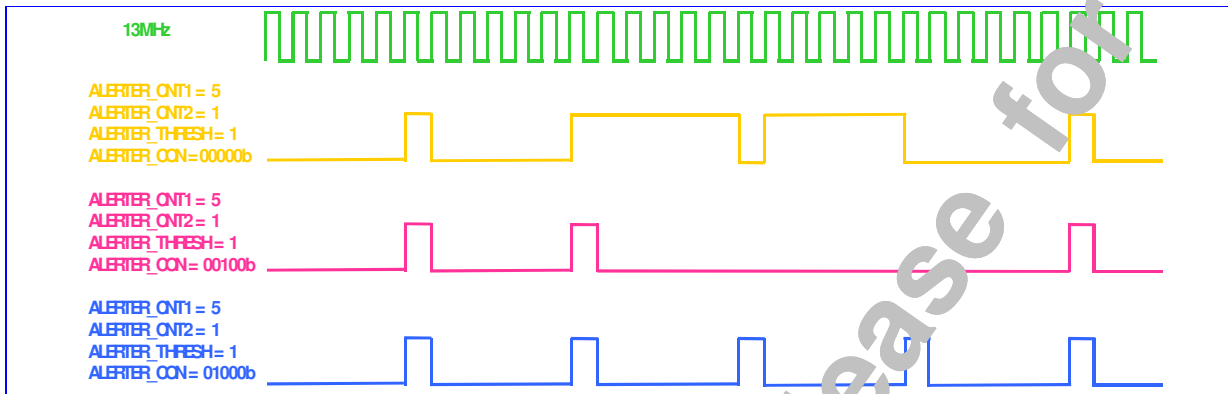 13MHz
ALERTER_CNT1 = 5
ALERTER_CNT2 = 1
ALERTER_THRESH = 1
ALERTER_CON = 00000b
ALERTER_CNT1 = 5
ALERTER_CNT2 = 1
ALERTER_THRESH = 1
ALERTER_CON = 00100b
ALERTER_CNT1 = 5
ALERTER_CNT2 = 1
ALERTER_THRESH = 1
ALERTER_CON = 01000b
ease for